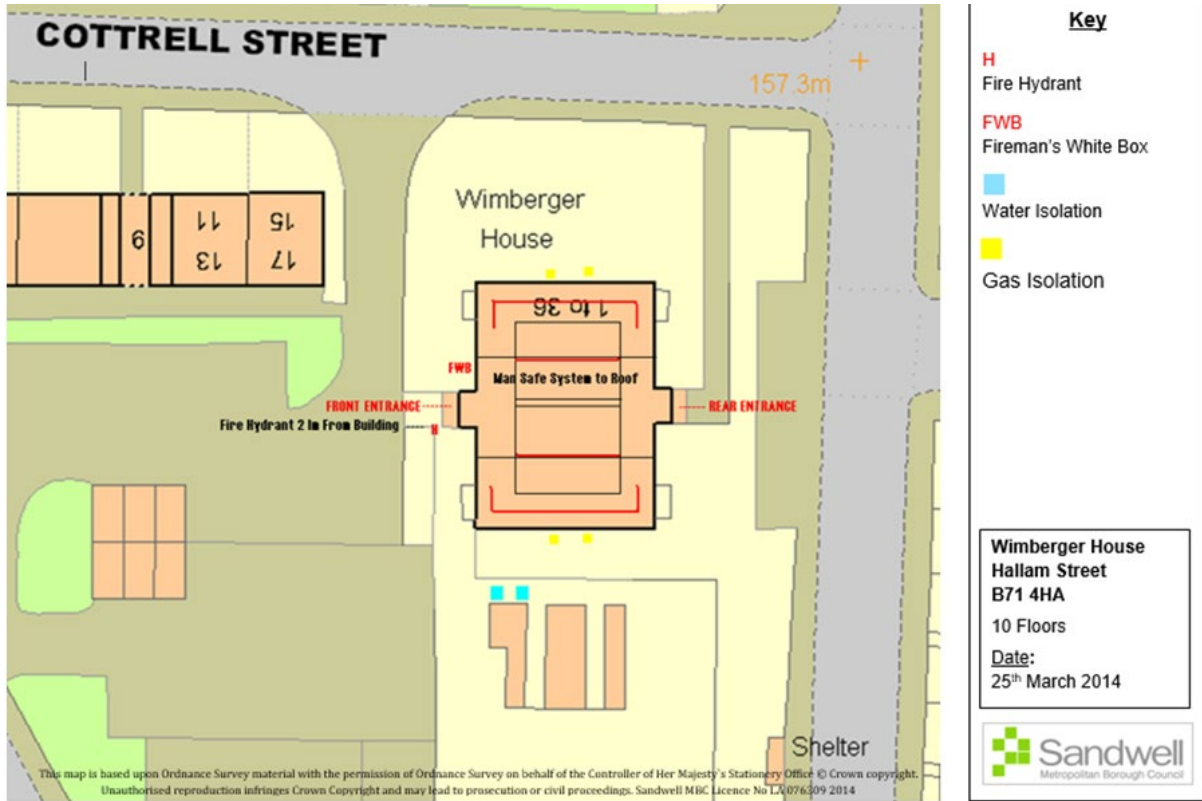 COTTRELL STREET
157.3m
Wimberger
House
15
11
9
13
17
1 to 36
FWB
Man Safe System to Roof
FRONT ENTRANCE
REAR ENTRANCE
Fire Hydrant 2 In From Building
H
Shelter
This map is based upon Ordnance Survey material with the permission of Ordnance Survey on behalf of the Controller of Her Majesty`s Stationery Office © Crown copyright.
Unauthorised reproduction infringes Crown Copyright and may lead to prosecution or civil proceedings. Sandwell MBC Licence No LA 076309 2014
Key
H
Fire Hydrant
FWB
Fireman's White Box
Water Isolation
Gas Isolation
Wimberger House
Hallam Street
B71 4HA
10 Floors
Date:
25th March 2014
Sandwell
Metropolitan Borough Council